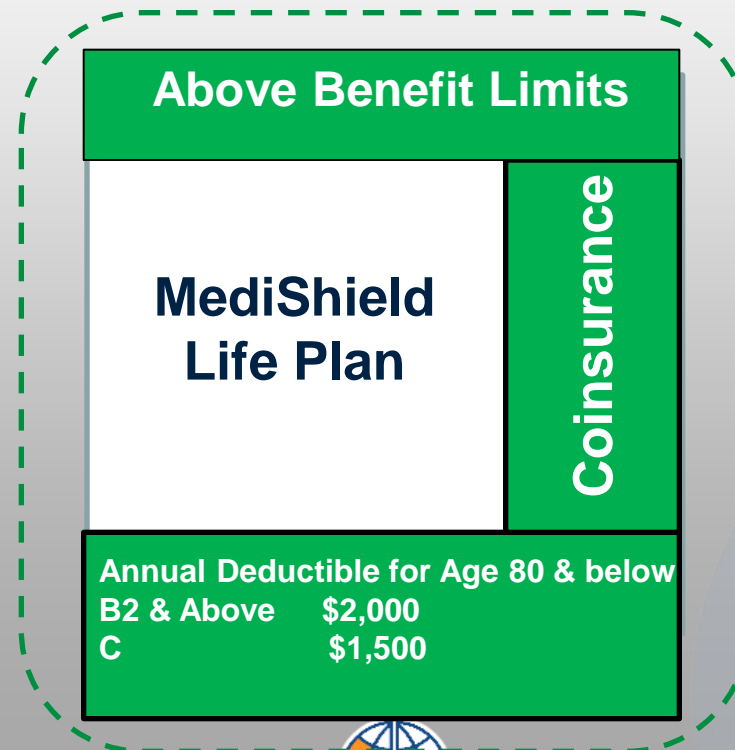 Above Benefit Limits
MediShield
Life Plan
Coinsurance
Annual Deductible for Age 80 & below
B2 & Above $2,000
C $1,500